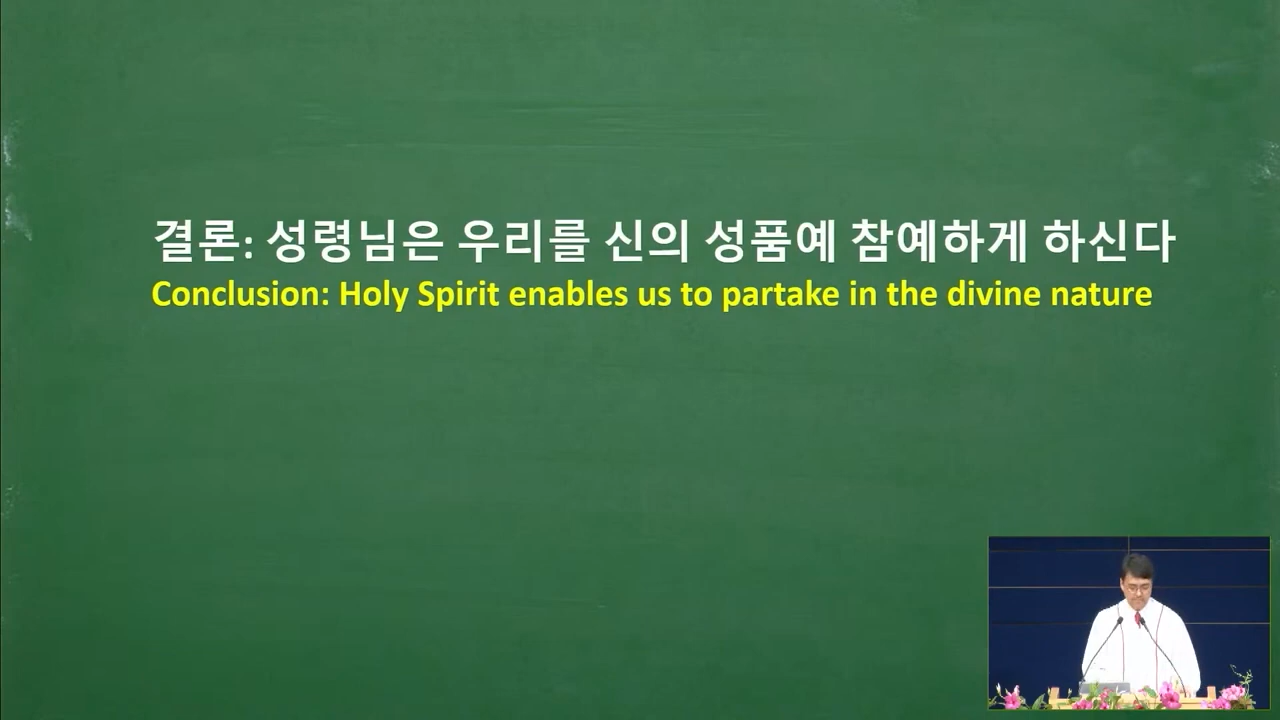 결론: 성령님은 우리를 신의 성품예 참예하게 하신다
Conclusion: Holy Spirit enables us to partake in the divine nature